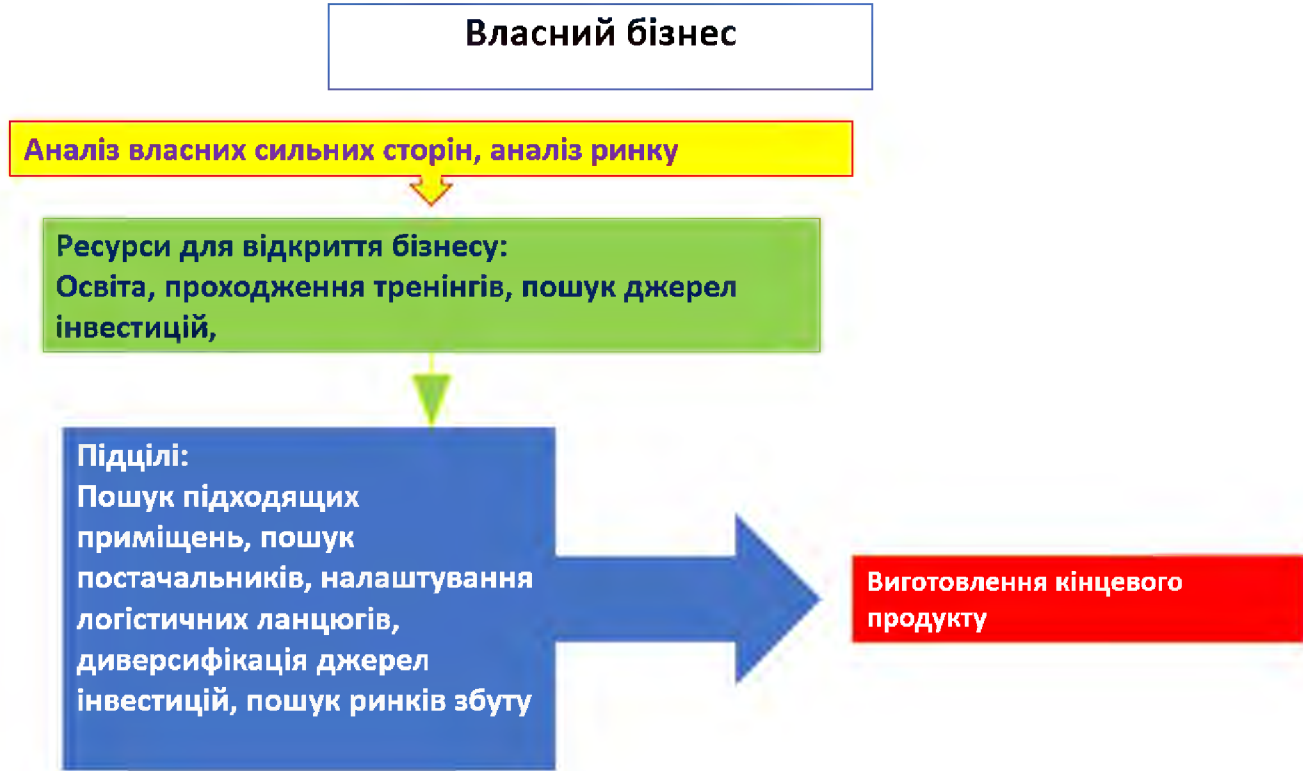 Власний бізнес
Аналіз власних сильних сторін, аналіз ринку
Ресурси для відкриття бізнесу:
Освіта, проходження тренінгів, пошук джерел
інвестицій,
Підцілі:
Пошук підходящих
приміщень, пошук
постачальників, налаштування
логістичних ланцюгів,
диверсифікація джерел
інвестицій, пошук ринків збуту
Виготовлення кінцевого
продукту